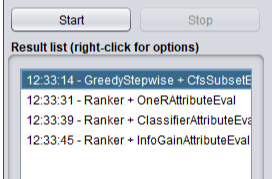 Start Stop
Result list (right-click for options)
12:33:14 - GreedyStepwise + CfsSubsetE
12:33:31 - Ranker + OneRAttributeEval
12:33:39 - Ranker + ClassifierAttributeEva
12:33:45 - Ranker + InfoGainAttributeEval